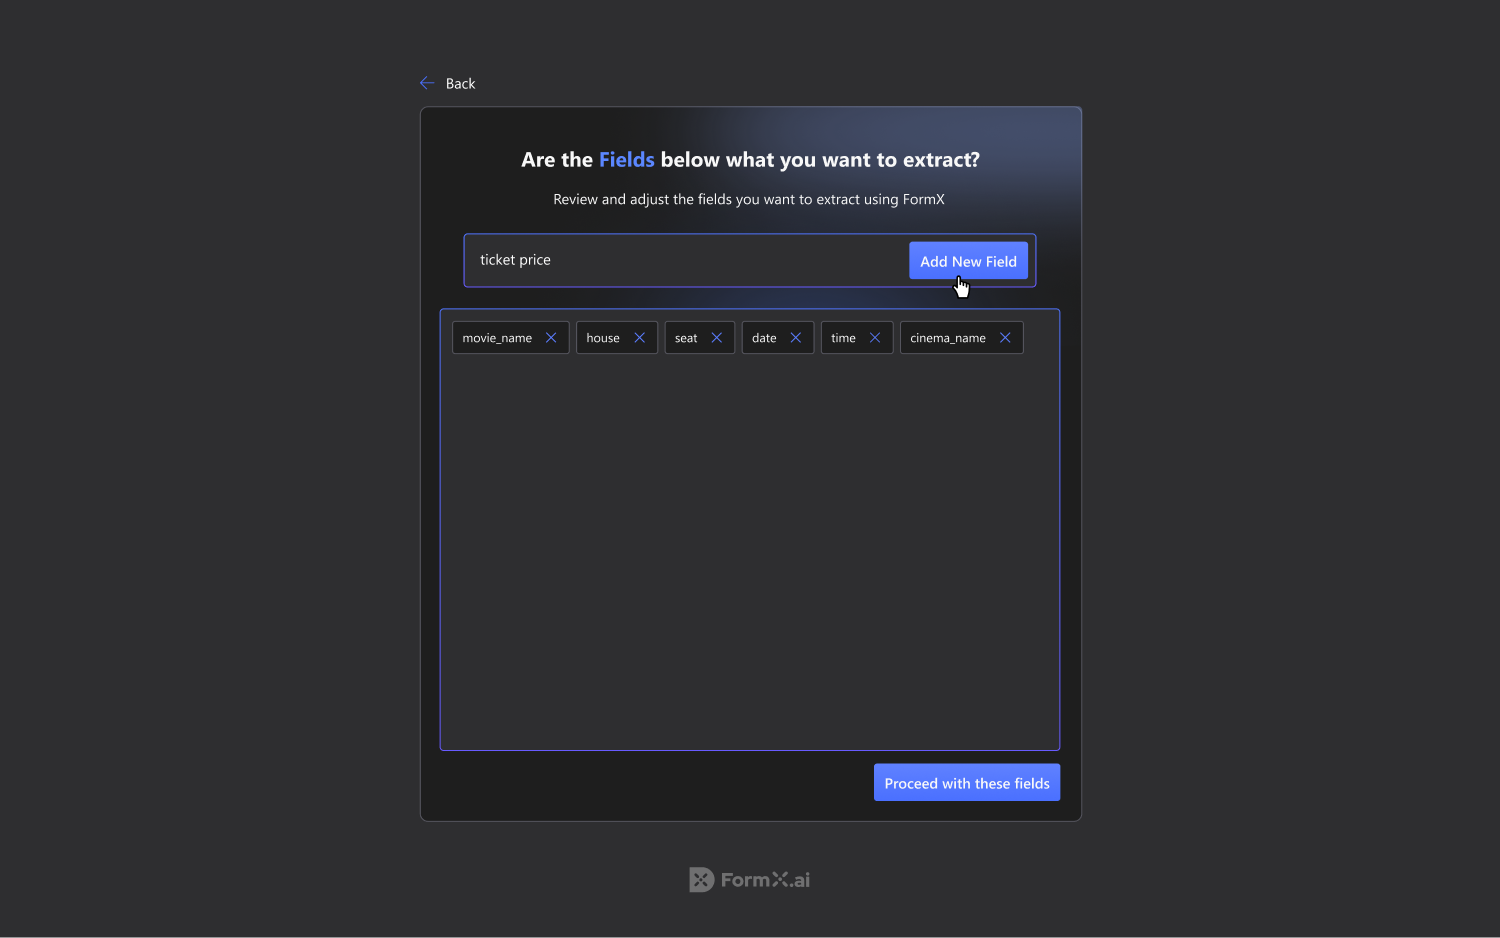 Back
Are the Fields below what you want to extract?
Review and adjust the fields you want to extract using FormX
ticket price
Add New Field
movie_name house seat date time cinema_name
Proceed with these fields
FormX.ai